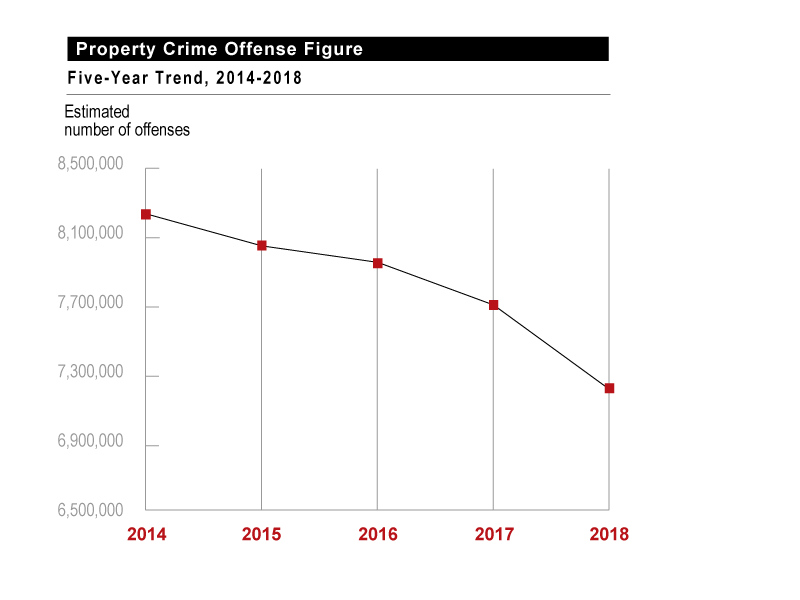 Property Crime Offense Figure
Five-Year Trend, 2014-2018
Estimated
number of offenses
8,500,000
8,100,000
7,700,000
7,300,000
6,900,000
6,500,000
2014 2015 2016 2017 2018